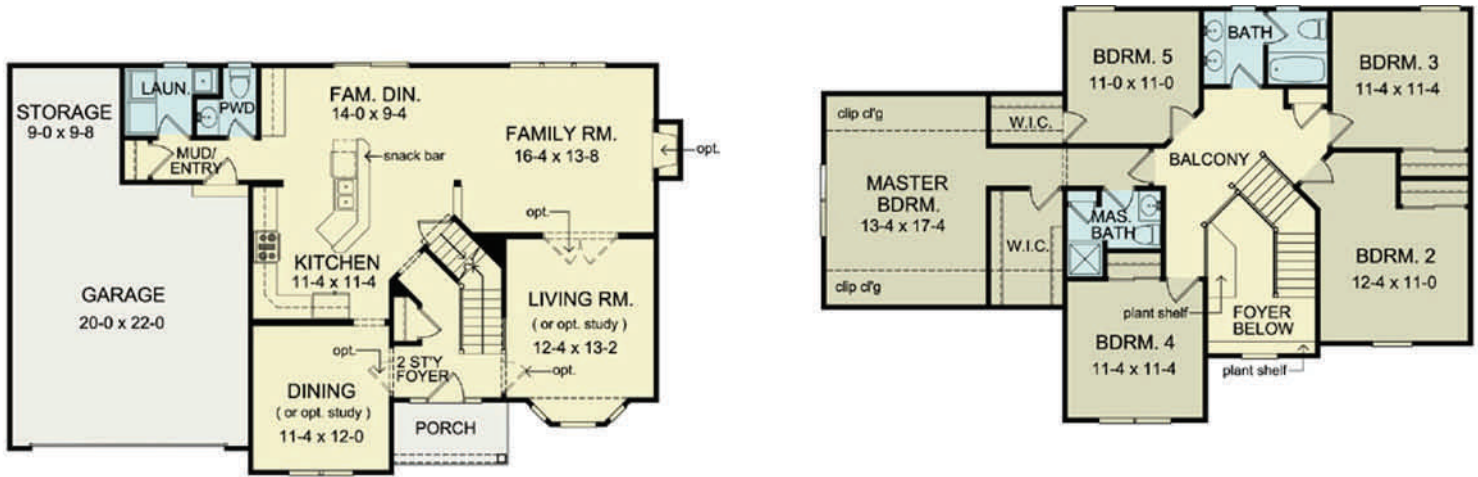 STORAGE
9-0 x 9-8
LAUN.
PWD
MUD/
ENTRY
FAM. DIN.
14-0 x 9-4
snack bar
FAMILY RM.
16-4 x 13-8
opt.
opt.
KITCHEN
11-4 x 11-4
GARAGE
20-0 x 22-0
LIVING RM.
( or opt. study )
12-4 x 13-2
opt.
2 ST'Y
FOYER
opt.
DINING
( or opt. study )
11-4 x 12-0
PORCH
BATH
BDRM. 5
11-0 x 11-0
BDRM. 3
11-4 x 11-4
clip cl'g
W.I.C.
BALCONY
MASTER
BDRM.
13-4 x 17-4
MAS.
BATH
W.I.C.
BDRM. 2
12-4 x 11-0
clip cl'g
plant shelf
FOYER
BELOW
BDRM. 4
11-4 x 11-4
plant shelf